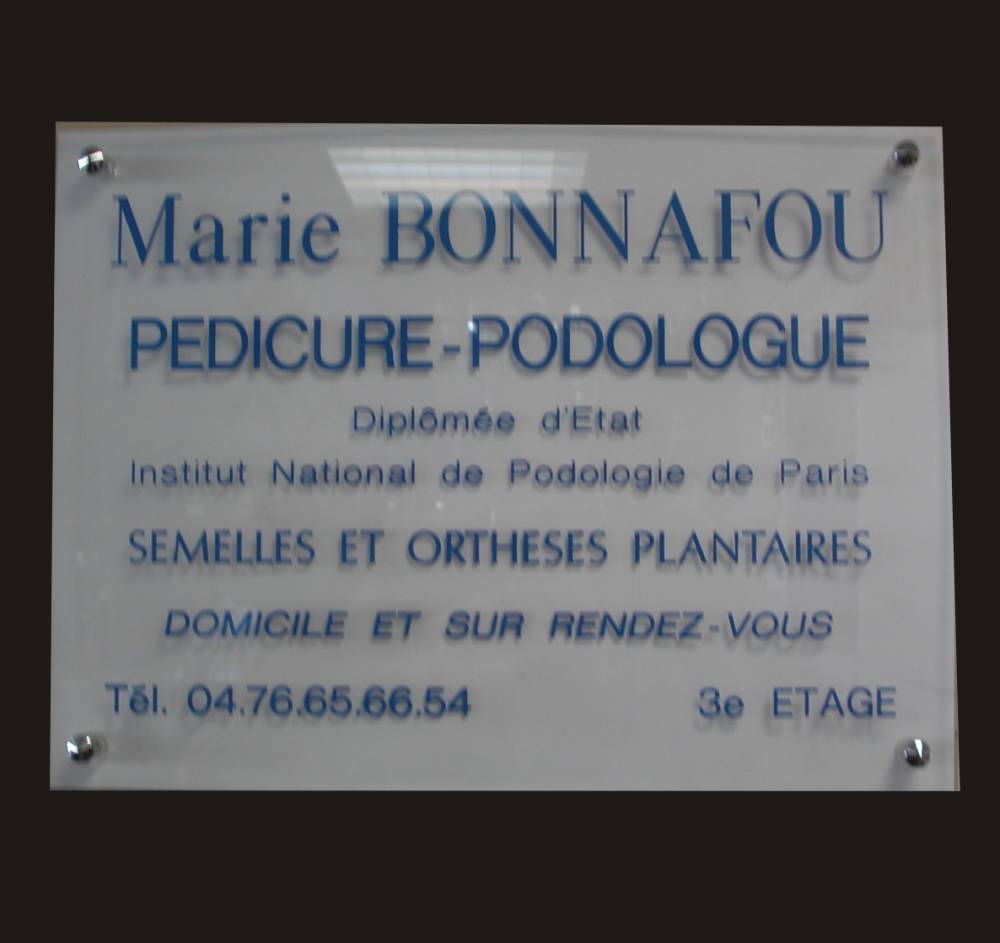 Marie BONNAFOU
PEDICURE-PODOLOGUE
Diplômée d'Etat
Institut National de Podologie de Paris
SEMELLES ET ORTHESES PLANTAIRES
DOMICILE ET SUR RENDEZ-VOUS
Tél. 04.76.65.66.54 3e ETAGE